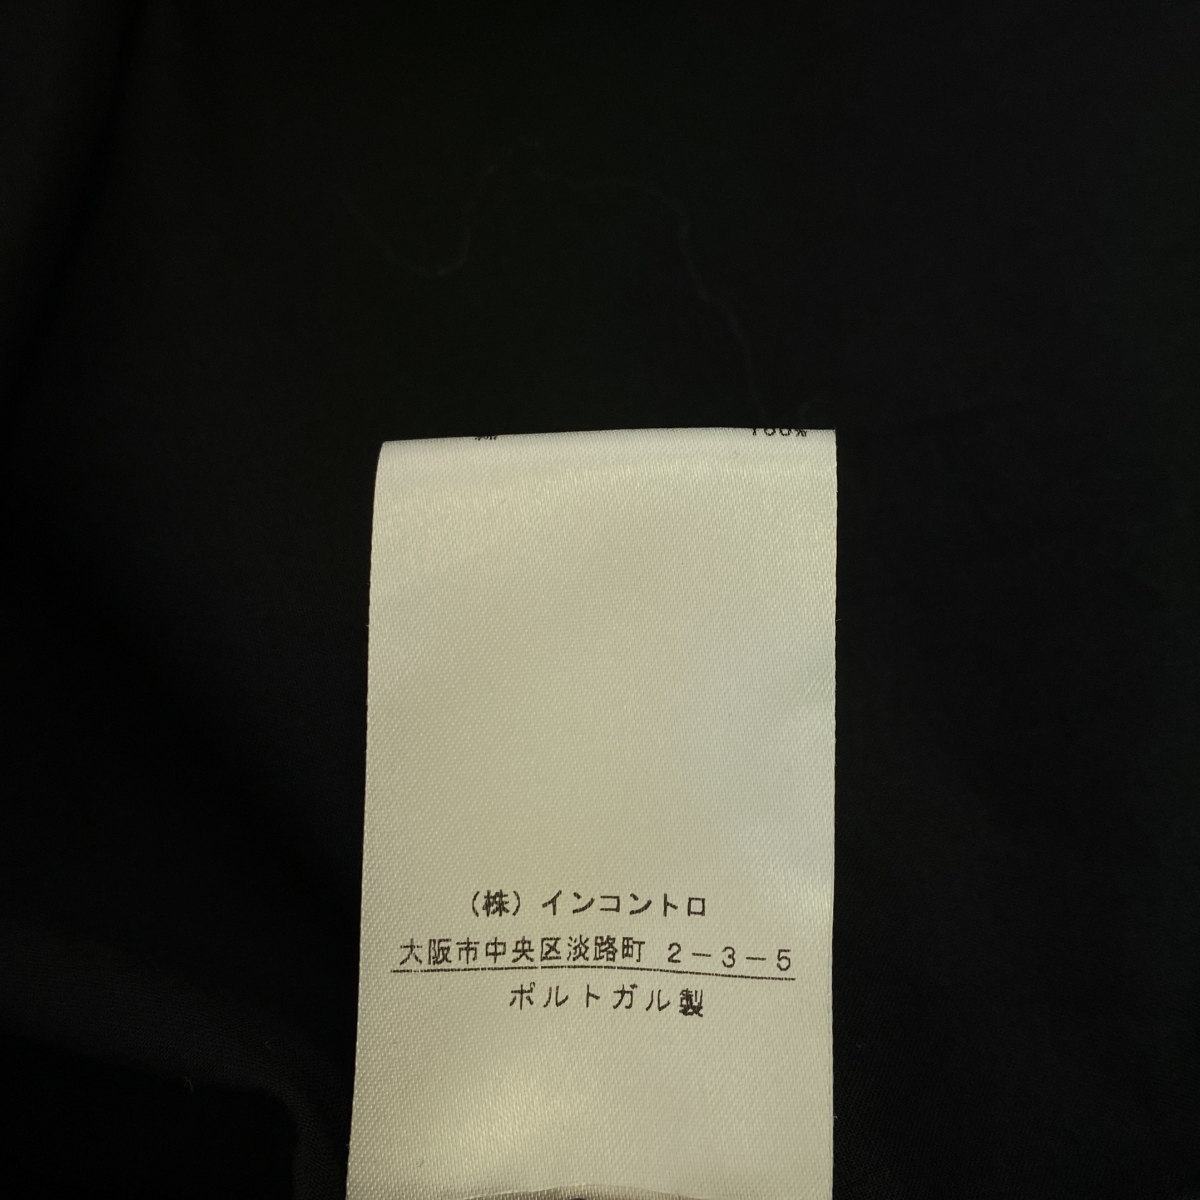 100%
（株）インコントロ
大阪市中央区淡路町 2－3－5
ポルトガル製